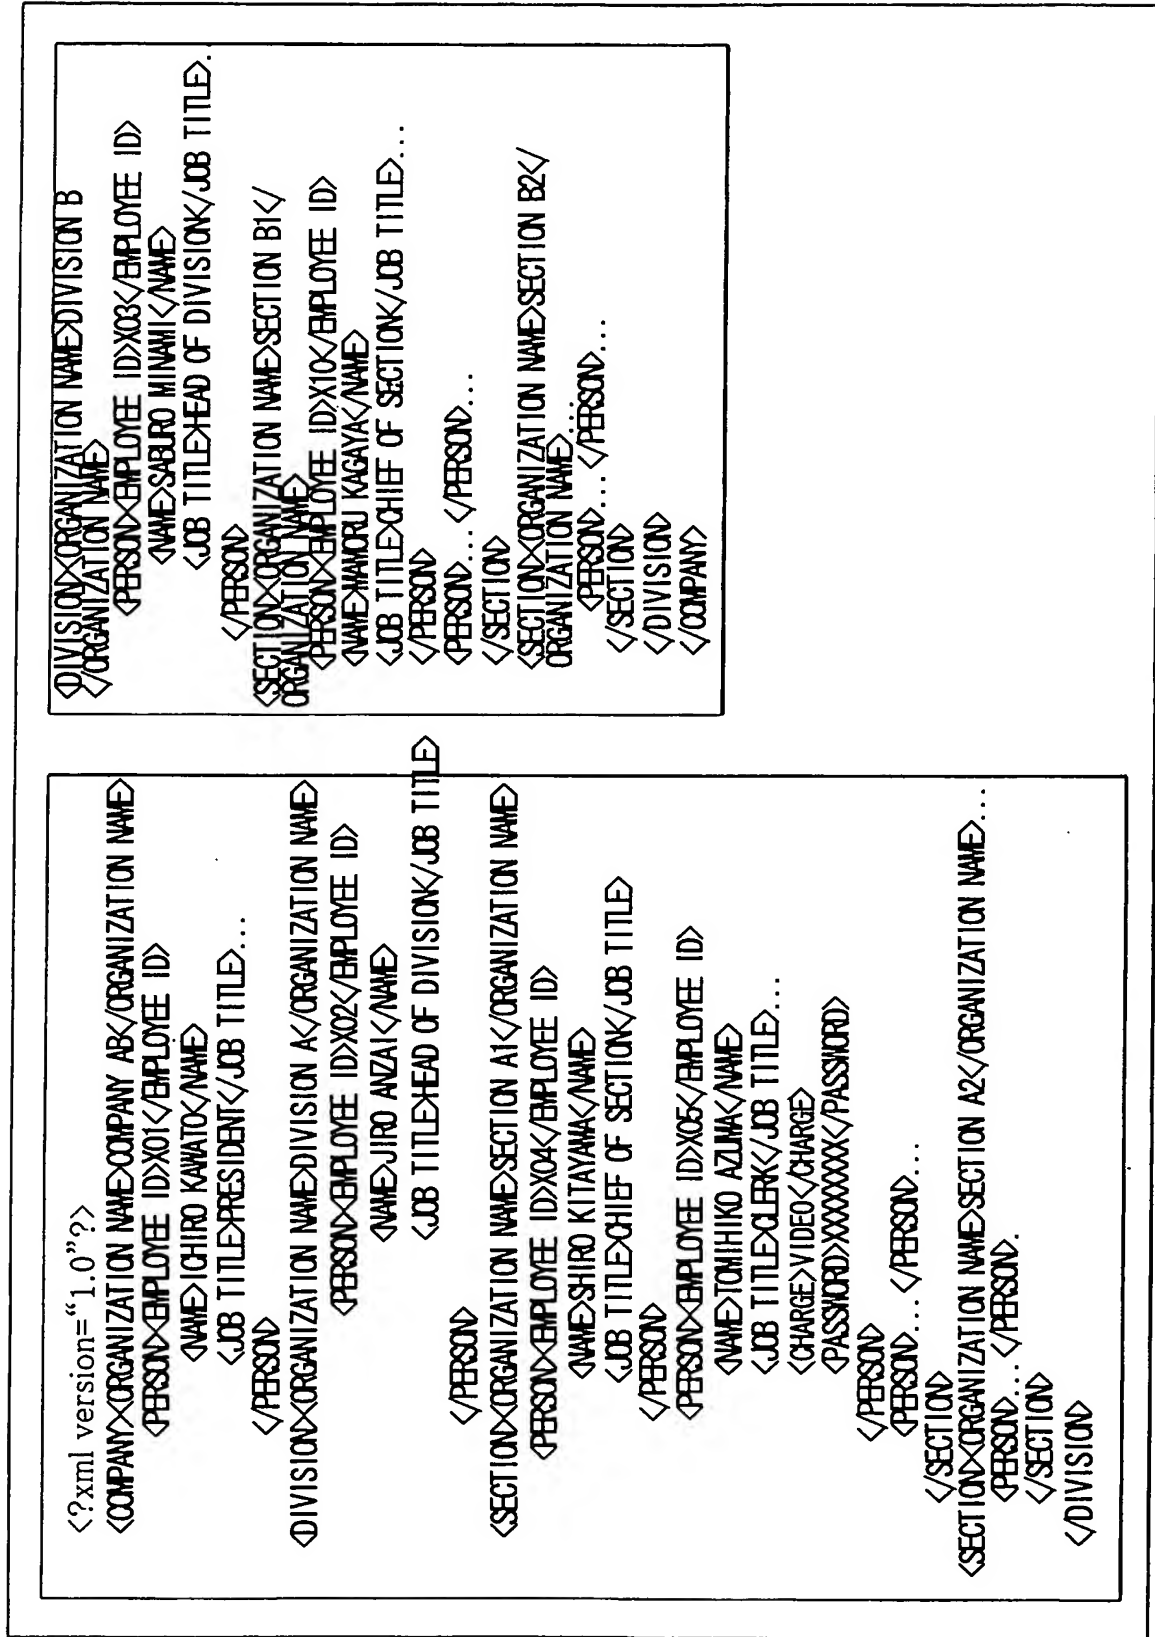 <?xml version=“1.0”?>
<COMPANY><ORGANIZATION NAME>COMPANY AB</ORGANIZATION NAME>
<PERSON><EMPLOYEE ID>X01</EMPLOYEE ID>
<NAME>ICHIRO KAWATO</NAME>
<JOB TITLE>PRESIDENT</JOB TITLE>...
</PERSON>
<DIVISION><ORGANIZATION NAME>DIVISION A</ORGANIZATION NAME>
<PERSON><EMPLOYEE ID>X02</EMPLOYEE ID>
<NAME>JIRO ANZAI</NAME>
<JOB TITLE>HEAD OF DIVISION</JOB TITLE>
</PERSON>
<SECTION><ORGANIZATION NAME>SECTION A1</ORGANIZATION NAME>
<PERSON><EMPLOYEE ID>X04</EMPLOYEE ID>
<NAME>SHIRO KITAYAMA</NAME>
<JOB TITLE>CHIEF OF SECTION</JOB TITLE>
</PERSON>
<PERSON><EMPLOYEE ID>X05</EMPLOYEE ID>
<NAME>TOMIHIKO AZUMA</NAME>
<JOB TITLE>CLERK</JOB TITLE>...
<CHARGE>VIDEO</CHARGE>
<PASSWORD>XXXXXXXX</PASSWORD>
</PERSON>
<PERSON>... </PERSON>...
</SECTION>
<SECTION><ORGANIZATION NAME>SECTION A2</ORGANIZATION NAME>...
<PERSON>... </PERSON>.
</SECTION>
</DIVISION>
<DIVISION><ORGANIZATION NAME>DIVISION B
</ORGANIZATION NAME>
<PERSON><EMPLOYEE ID>X03</EMPLOYEE ID>
<NAME>SABURO MINAMI</NAME>
<JOB TITLE>HEAD OF DIVISION</JOB TITLE>..
</PERSON>
<SECTION><ORGANIZATION NAME>SECTION B1</
ORGANIZATION NAME>
<PERSON><EMPLOYEE ID>X10</EMPLOYEE ID>
<NAME>MAMORU KAGAYA</NAME>
<JOB TITLE>CHIEF OF SECTION</JOB TITLE>...
</PERSON>
<PERSON>... </PERSON>...
</SECTION>
<SECTION><ORGANIZATION NAME>SECTION B2</
ORGANIZATION NAME>...
<PERSON>... </PERSON>...
</SECTION>
</DIVISION>
</COMPANY>